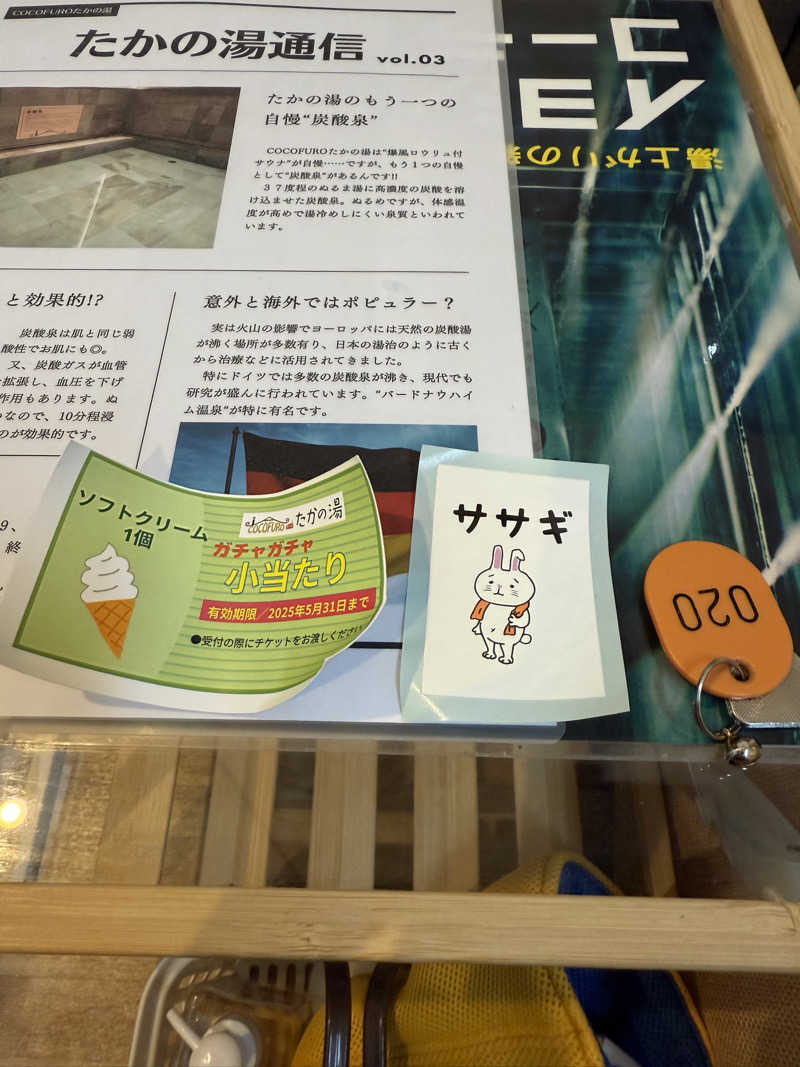 COCOFUROたかの湯
たかの湯通信 vol.03
たかの湯のもう一つの
自慢“炭酸泉”
COCOFUROたかの湯は“爆風ロウリュ付
サウナ”が自慢……ですが、もう１つの自慢
として“炭酸泉”があるんです!!
３７度程のぬるま湯に高濃度の炭酸を溶
け込ませた炭酸泉。ぬるめですが、体感温
度が高めで湯冷めしにくい泉質といわれて
います。
と効果的!?
炭酸泉は肌と同じ弱
酸性でお肌にも◎。
又、炭酸ガスが血管
拡張し、血圧を下げ
作用もあります。ぬ
なので、10分程浸
のが効果的です。
意外と海外ではポピュラー？
実は火山の影響でヨーロッパには天然の炭酸湯
が沸く場所が多数有り、日本の湯治のように古く
から治療などに活用されてきました。
特にドイツでは多数の炭酸泉が沸き、現代でも
研究が盛んに行われています。“バードナウハイ
ム温泉”が特に有名です。
9、
終
コー
ヨイ
湯上がりの
ソフトクリーム
1個
COCOFURO たかの湯
ガチャガチャ
小当たり
有効期限／2025年5月31日まで
●受付の際にチケットをお渡しください
ササギ
020